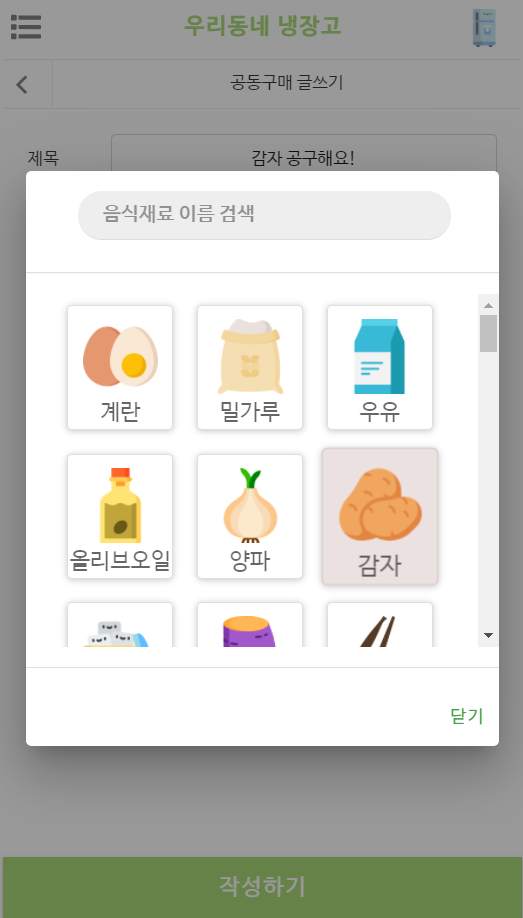 우리동네 냉장고
공동구매 글쓰기
제목
감자 공구해요!
음식재료 이름 검색
계란
밀가루
우유
올리브오일
양파
감자
닫기
작성하기